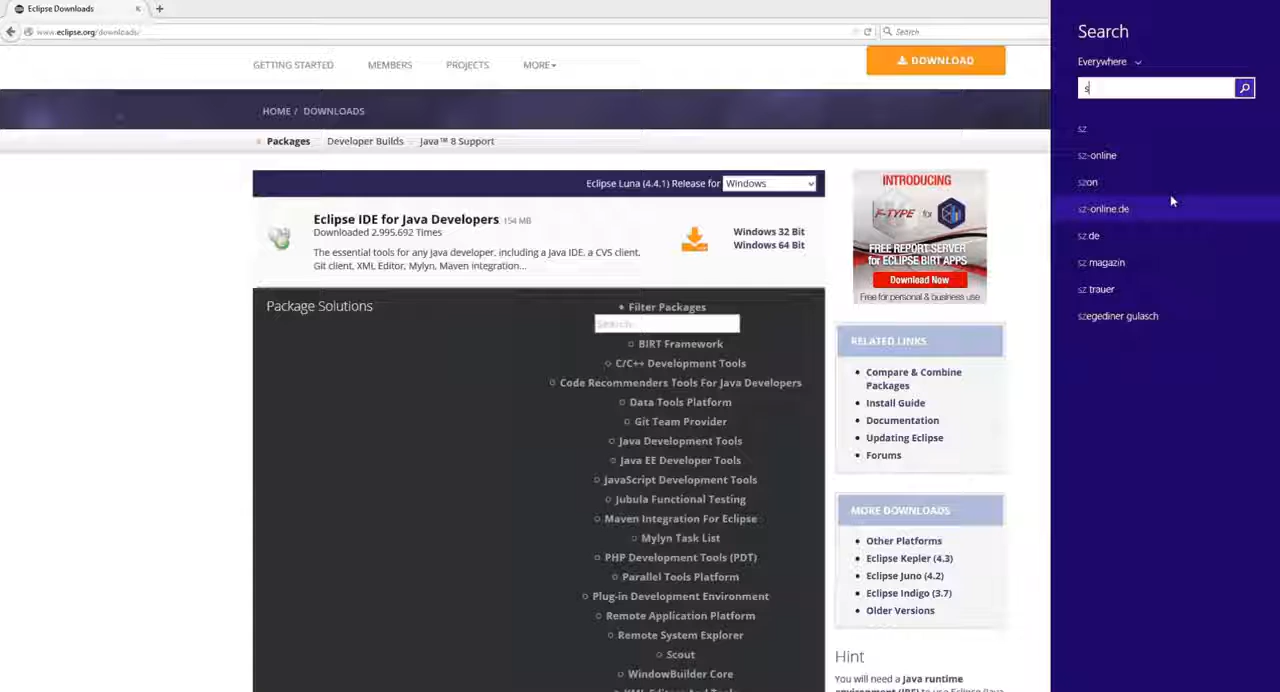 Eclipse Downloads
www.eclipse.org/downloads/
Search
GETTING STARTED MEMBERS PROJECTS MORE
DOWNLOAD
HOME / DOWNLOADS
Packages Developer Builds Java™ 8 Support
Eclipse Luna (4.4.1) Release for Windows
Eclipse IDE for Java Developers 154 MB
Downloaded 2,995,692 Times
The essential tools for any Java developer, including a Java IDE, a CVS client,
Git client, XML Editor, Mylyn, Maven integration...
Windows 32 Bit
Windows 64 Bit
Package Solutions
Filter Packages
BIRT Framework
C/C++ Development Tools
Code Recommenders Tools For Java Developers
Data Tools Platform
Git Team Provider
Java Development Tools
Java EE Developer Tools
JavaScript Development Tools
Jubula Functional Testing
Maven Integration For Eclipse
Mylyn Task List
PHP Development Tools (PDT)
Parallel Tools Platform
Plug-in Development Environment
Remote Application Platform
Remote System Explorer
Scout
WindowBuilder Core
INTRODUCING
F-TYPE for
FREE REPORT SERVER
for ECLIPSE BIRT APPS
Download Now
Free for personal & business use
RELATED LINKS
Compare & Combine
Packages
Install Guide
Documentation
Updating Eclipse
Forums
MORE DOWNLOADS
Other Platforms
Eclipse Kepler (4.3)
Eclipse Juno (4.2)
Eclipse Indigo (3.7)
Older Versions
Hint
You will need a Java runtime
environment (JRE) to use Eclipse (Java
Search
Everywhere
s
sz
sz-online
szon
sz-online.de
sz.de
sz magazin
sz trauer
szegediner gulasch